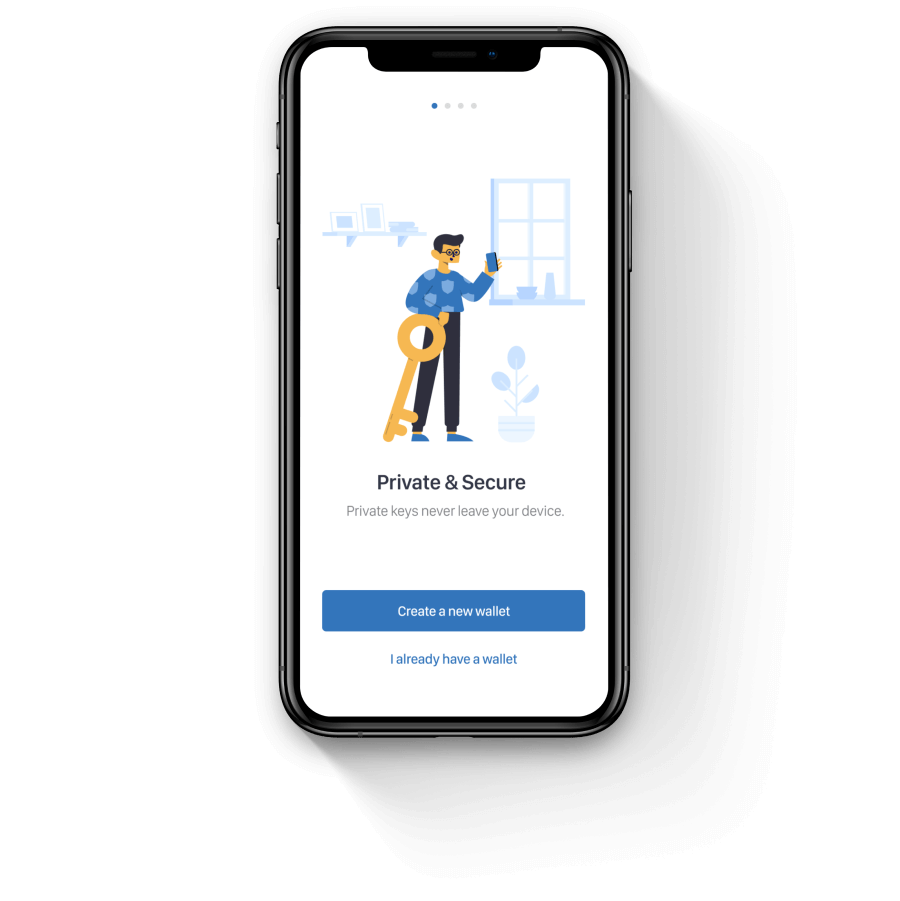 Private & Secure
Private keys never leave your device.
Create a new wallet
I already have a wallet